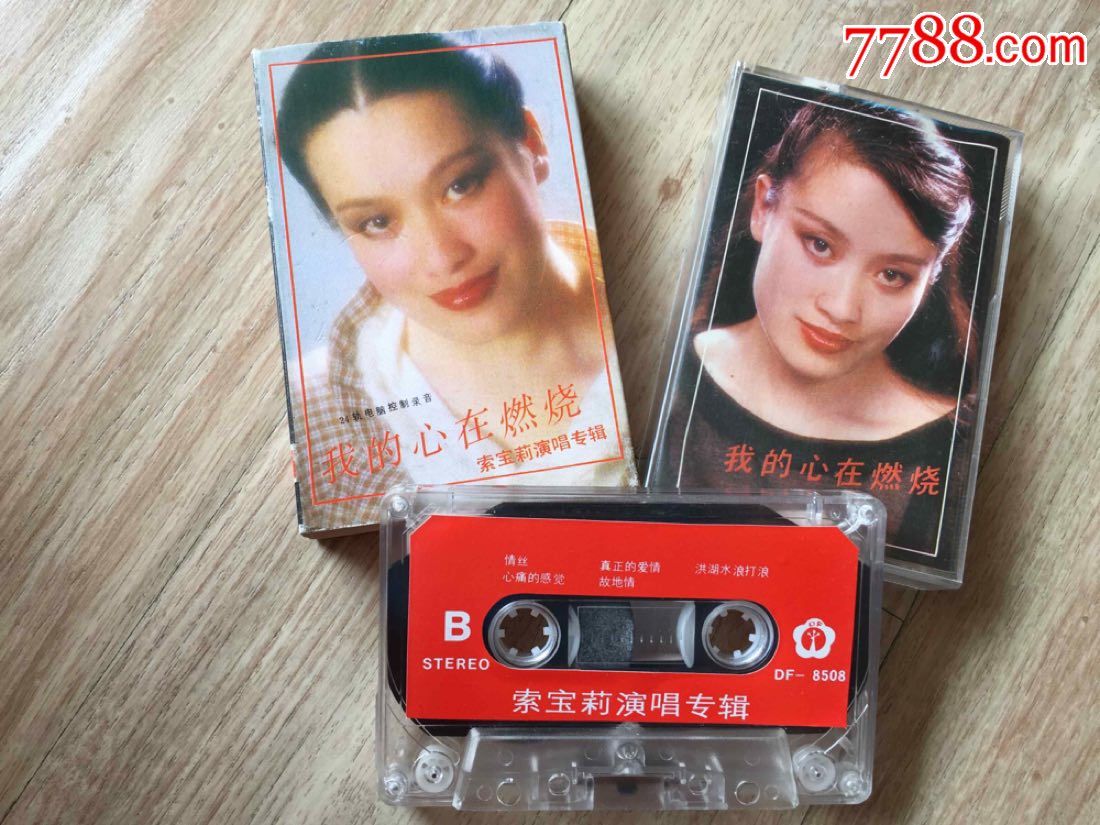 7788.com
24轨电脑控制录音
我的心在燃烧
索宝莉演唱专辑
我的心在燃烧
情丝
心痛的感觉
真正的爱情
故地情
洪湖水浪打浪
B
STEREO
DF- 8508
索宝莉演唱专辑